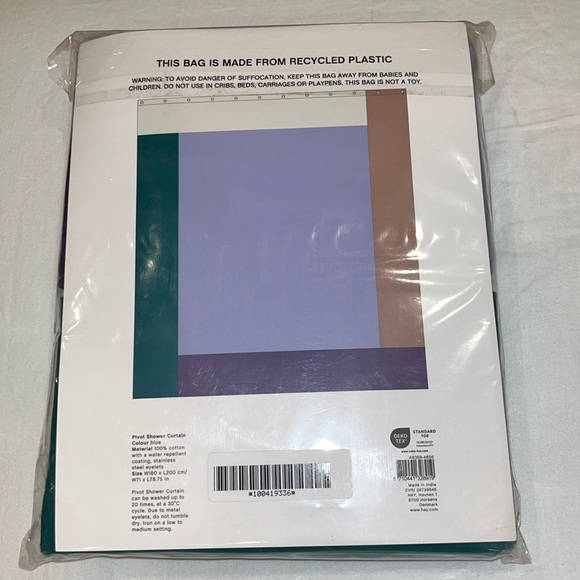 THIS BAG IS MADE FROM RECYCLED PLASTIC
WARNING: TO AVOID DANGER OF SUFFOCATION, KEEP THIS BAG AWAY FROM BABIES AND
CHILDREN. DO NOT USE IN CRIBS, BEDS, CARRIAGES OR PLAYPENS. THIS BAG IS NOT A TOY.
Pivot Shower Curtain
Colour blue
Material 100% cotton
with a water repellent
coating, stainless
steel eyelets
Size W180 x L200 cm/
W71 x L78.75 in
Pivot Shower Curtain
can be washed up to
20 times, at a 30°C
cycle. Due to metal
eyelets, do not tumble
dry. Iron on a low to
medium setting.
*100419336*
OEKO
TEX
STANDARD
100
Made in India
HAY, Havnen 1
8700 Horsens
Denmark
www.hay.com